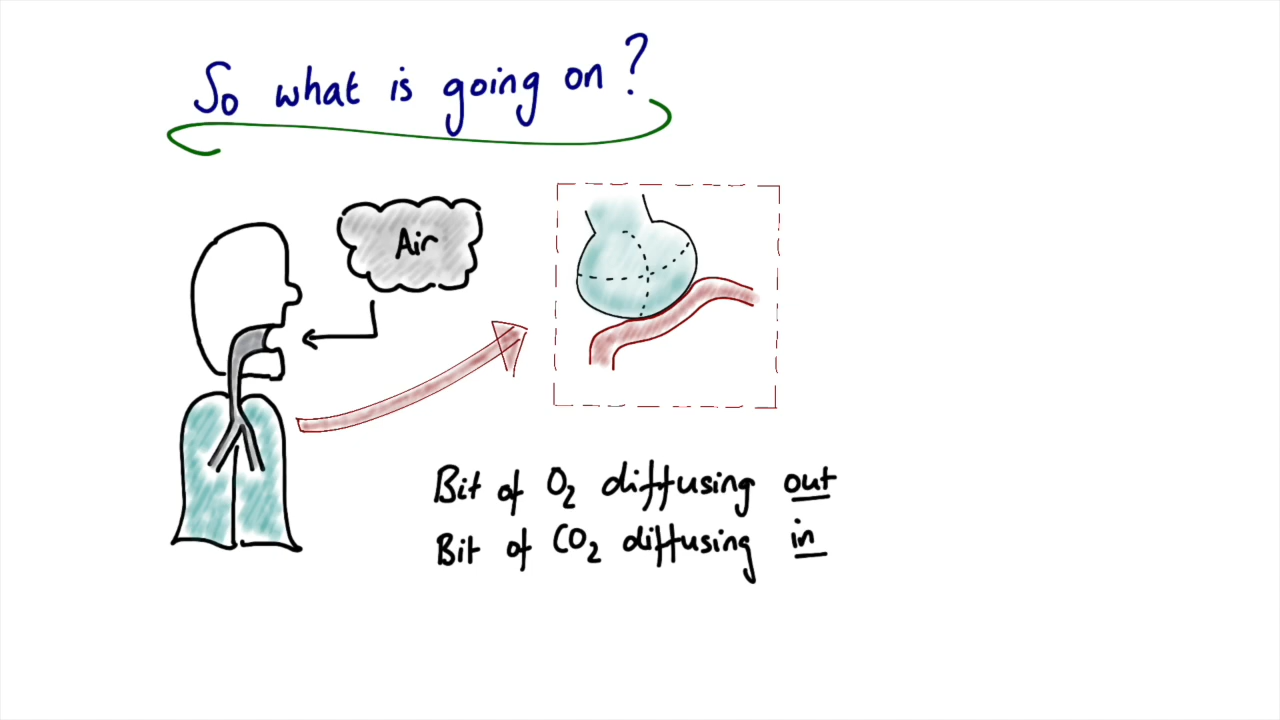 So what is going on?
Air
Bit of O₂ diffusing out
Bit of CO₂ diffusing in